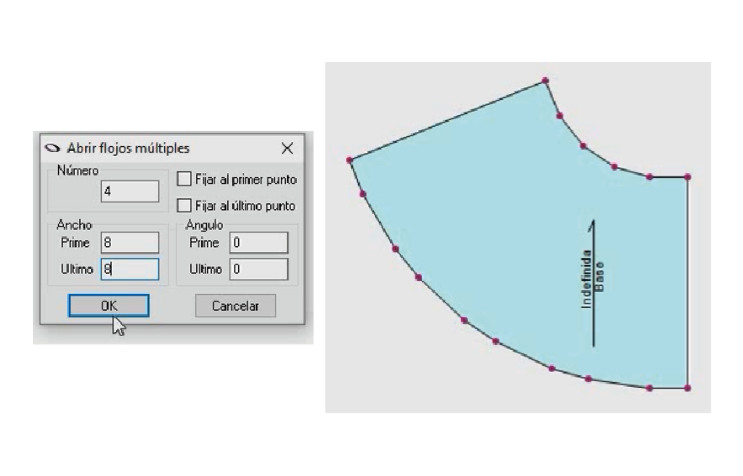 Abrir flojos múltiples
Número
4
Fijar al primer punto
Fijar al último punto
Ancho
Prime 8
Ultimo 8
Angulo
Prime 0
Ultimo 0
OK
Cancelar
Indefinida
Base